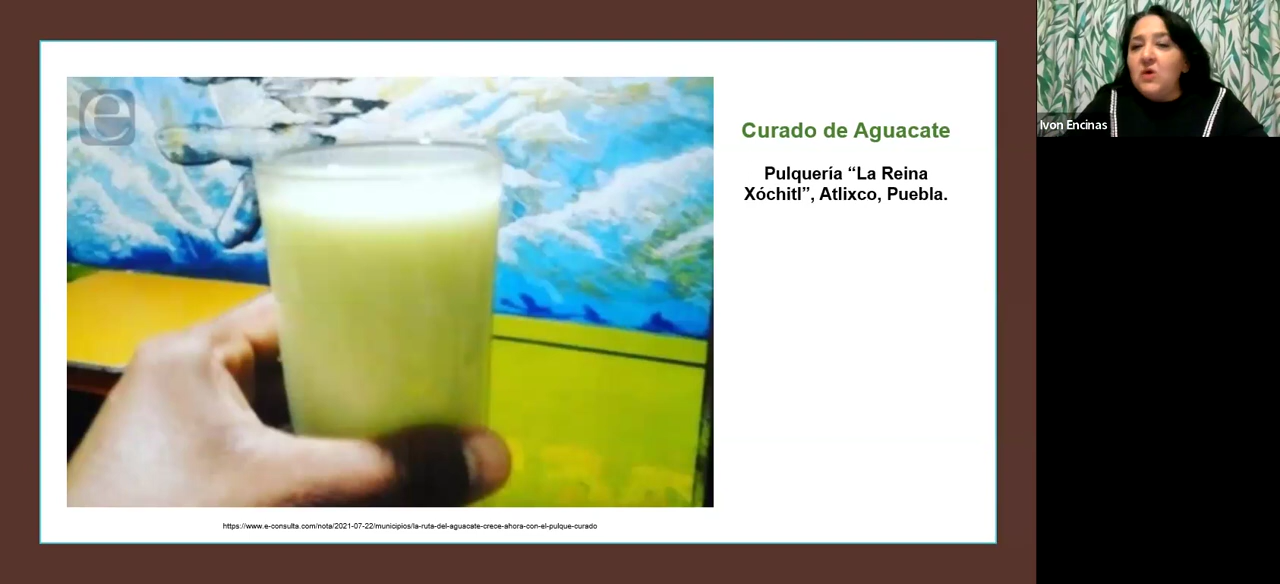 e
Curado de Aguacate
Pulquería “La Reina
Xóchitl”, Atlixco, Puebla.
Ivon Encinas
https://www.e-consulta.com/nota/2021-07-22/municipios/la-ruta-del-aguacate-crece-ahora-con-el-pulque-curado